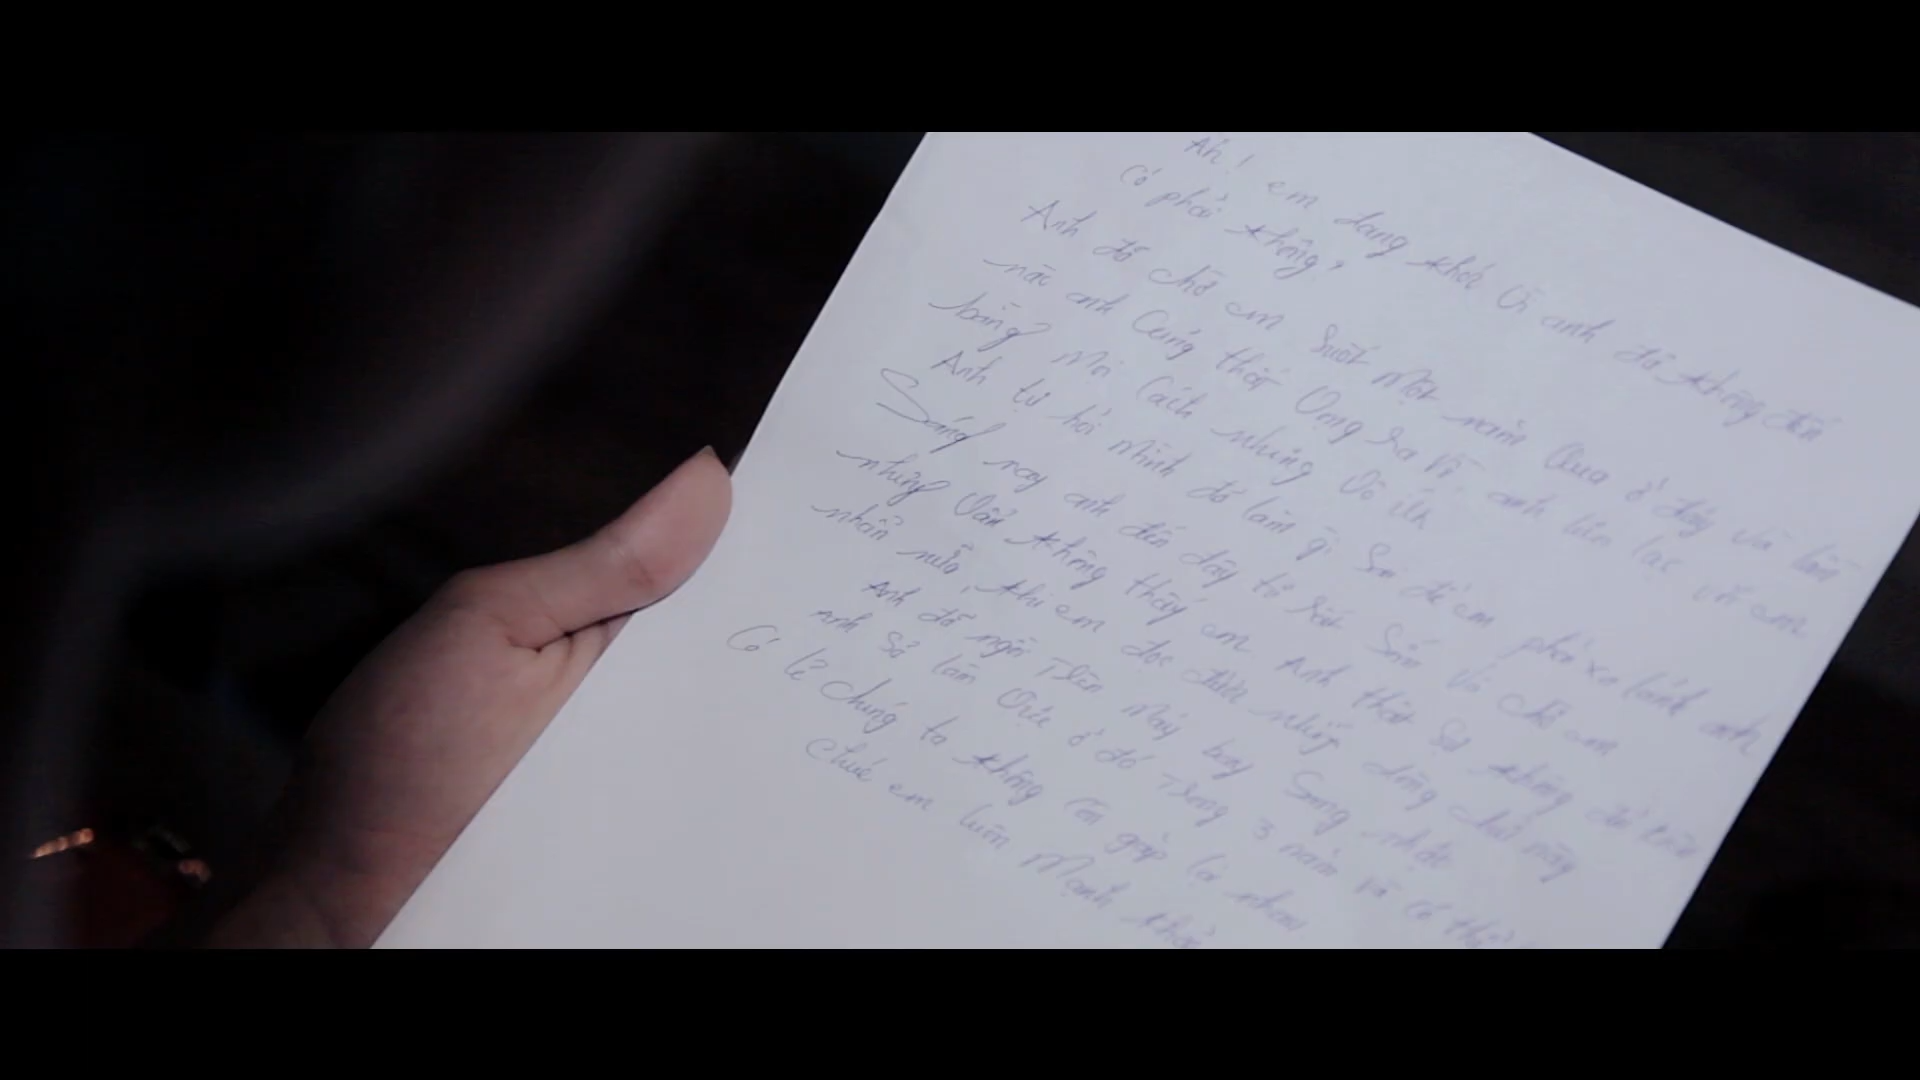 An! em đang khóc vì anh đã không đến
Có phải không?
Anh đã chờ em suốt một năm qua ở đây và lần
nào anh cũng thất vọng ra về, anh liên lạc với em
bằng mọi cách nhưng vô ích
Anh tự hỏi mình đã làm gì sai để em phải xa lánh anh
Sáng nay anh đến đây từ rất sớm và chờ em
nhưng vẫn không thấy em. Anh thật sự không đủ kiên
nhẫn nữa, khi em đọc được những dòng chữ này
Anh đã ngồi trên máy bay sang nhật
Anh sẽ làm việc ở đó trong 3 năm và có thể
Có lẽ chúng ta không còn gặp lại nhau
Chúc em luôn mạnh khỏe